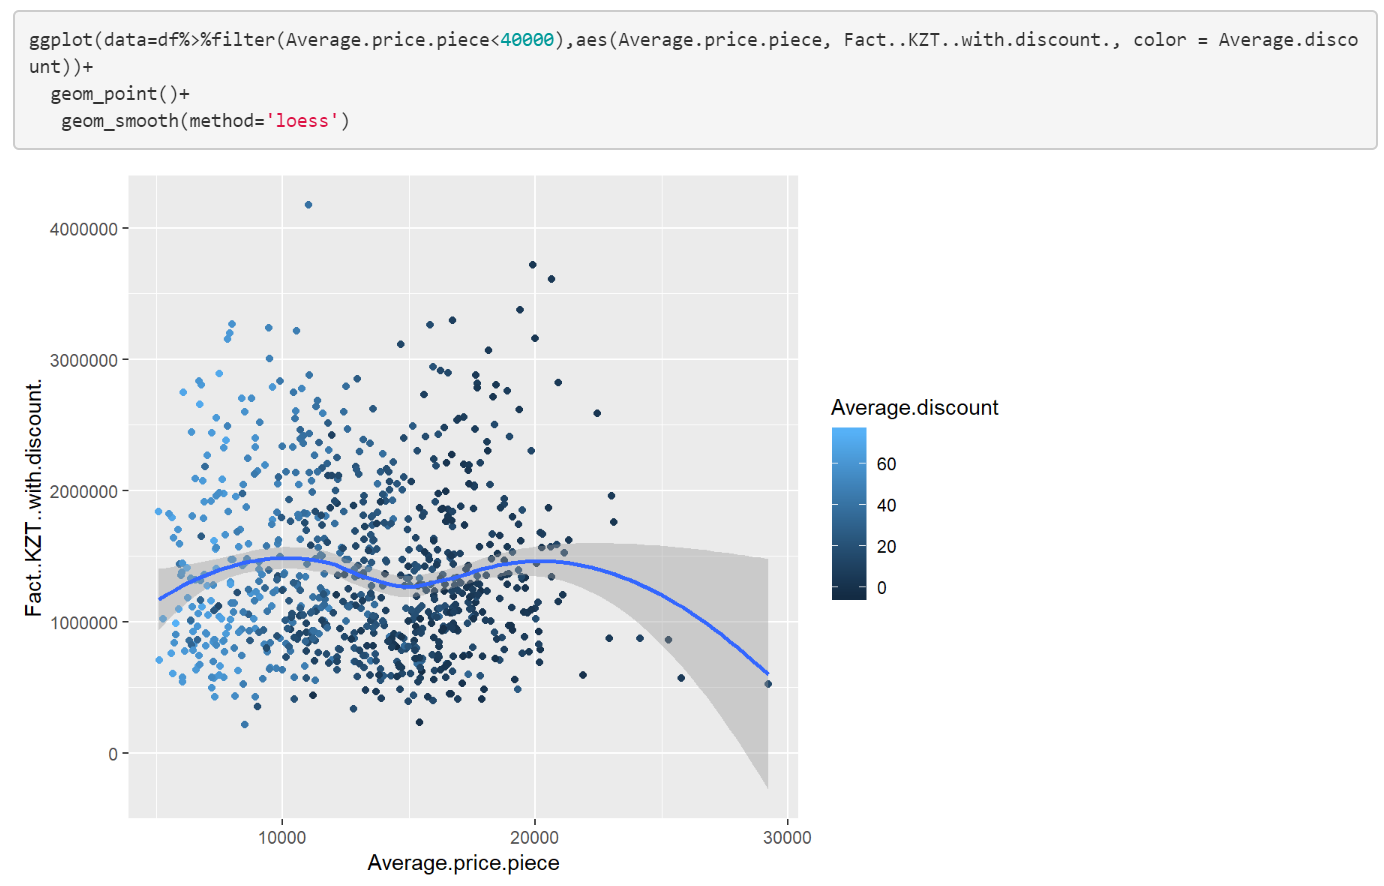 ggplot(data=df%>%filter(Average.price.piece<40000),aes(Average.price.piece, Fact..KZT..with.discount., color = Average.disco
unt))+
  geom_point()+
   geom_smooth(method='loess')
4000000
3000000
2000000
1000000
0
Fact..KZT..with.discount.
10000
20000
30000
Average.price.piece
Average.discount
60
40
20
0